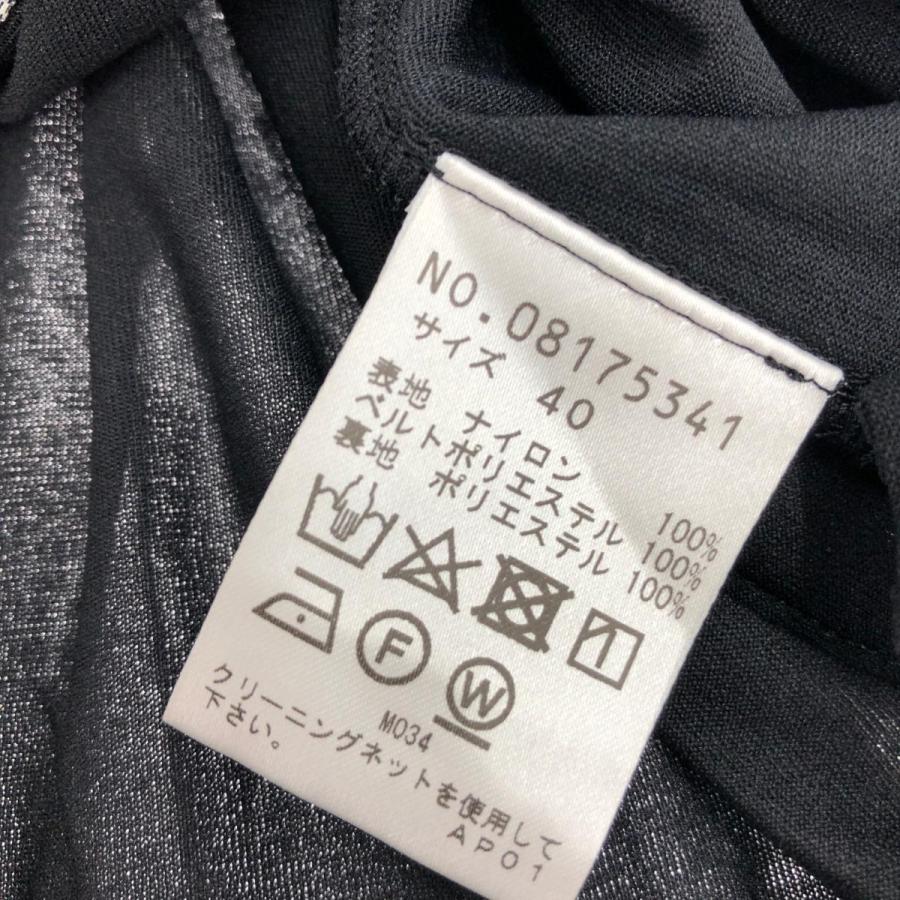 NO.08175341
サイズ 40
表地 ナイロン 100%
ベルトポリエステル 100%
裏地 ポリエステル 100%
F W
M034
クリーニングネットを使用して
下さい。
AP01